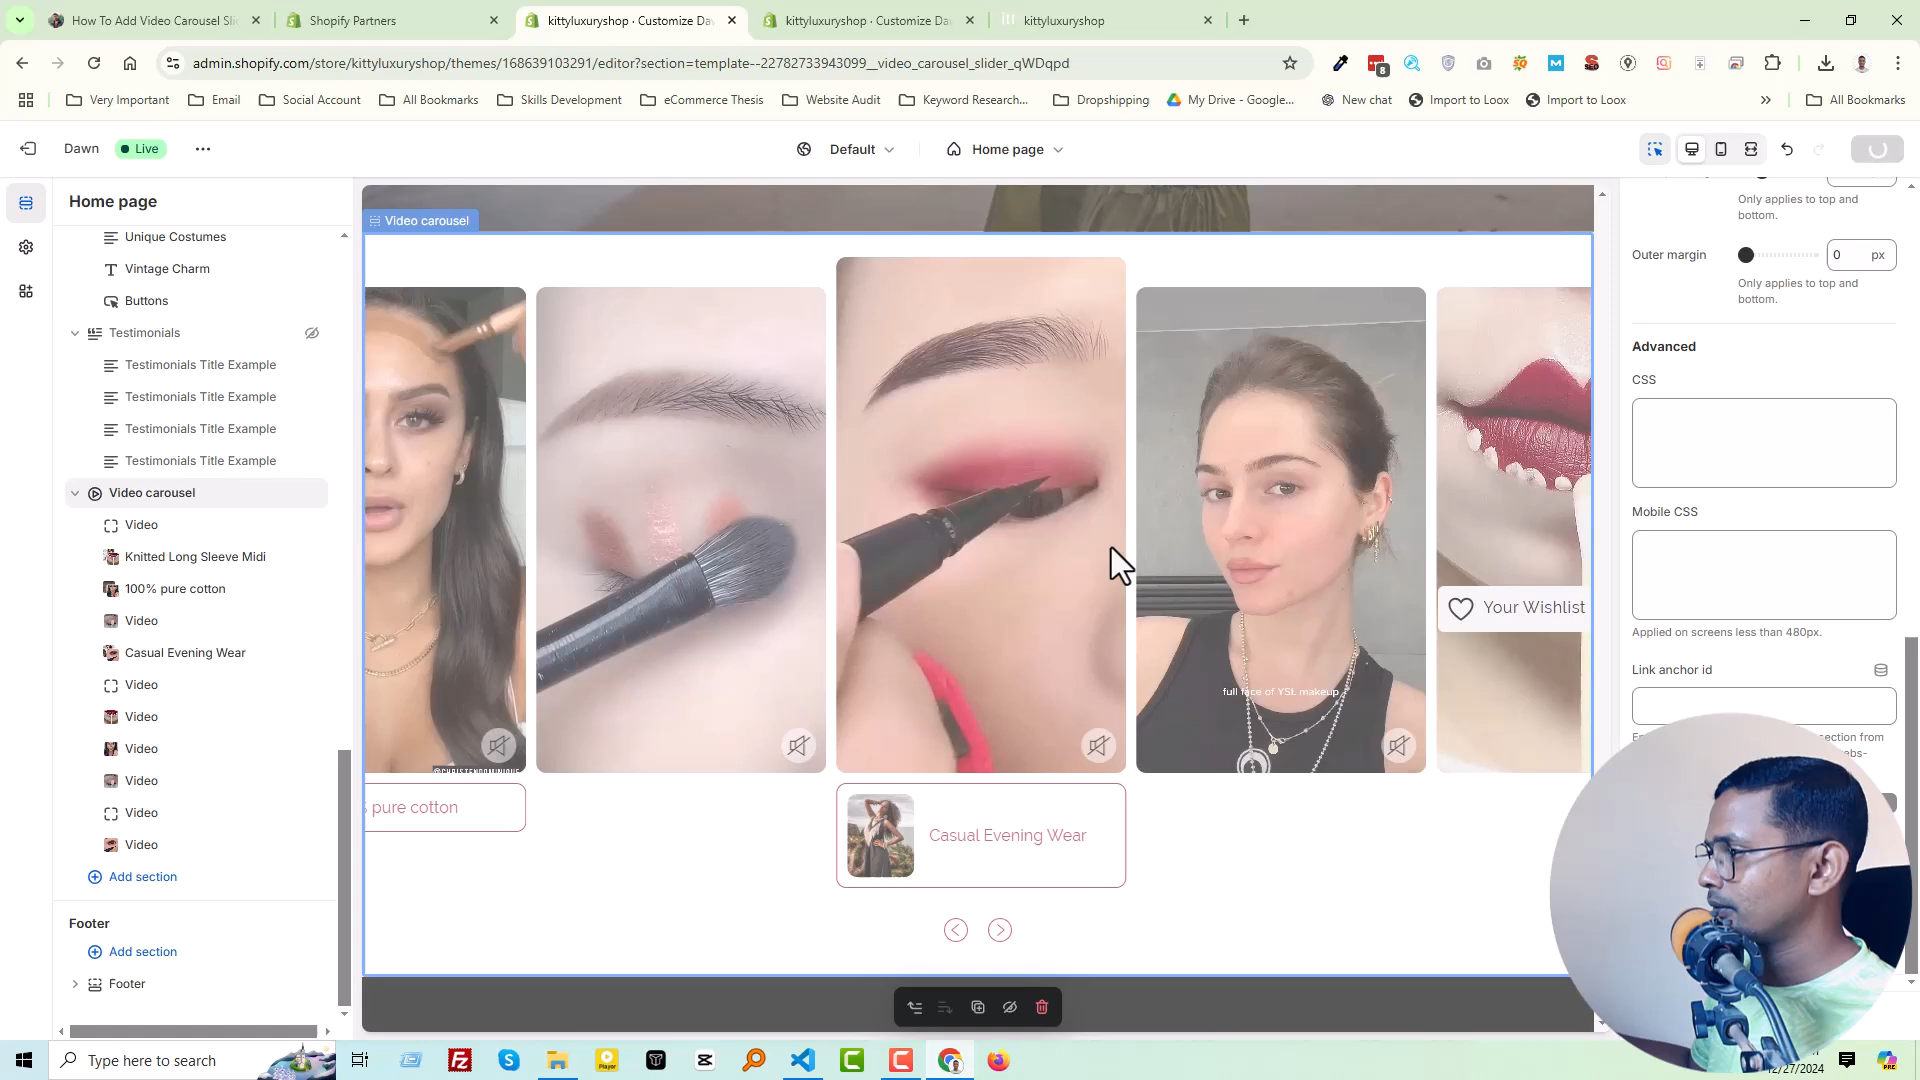 How To Add Video Carousel Sli
Shopify Partners
kittyluxuryshop · Customize Da
kittyluxuryshop · Customize Da
kittyluxuryshop
admin.shopify.com/store/kittyluxuryshop/themes/168639103291/editor?section=template--22782733943099__video_carousel_slider_qWDqpd
8
Very Important
Email
Social Account
All Bookmarks
Skills Development
eCommerce Thesis
Website Audit
Keyword Research...
Dropshipping
My Drive - Google...
New chat
Import to Loox
Import to Loox
All Bookmarks
Dawn
Live
Default
Home page
Home page
Unique Costumes
Vintage Charm
Buttons
Testimonials
Testimonials Title Example
Testimonials Title Example
Testimonials Title Example
Testimonials Title Example
Video carousel
Video
Knitted Long Sleeve Midi
100% pure cotton
Video
Casual Evening Wear
Video
Video
Video
Video
Video
Video
Add section
Footer
Add section
Footer
Video carousel
full face of YSL makeup
Your Wishlist
@CHRISTENDOMINIQUE
pure cotton
Casual Evening Wear
Only applies to top and
bottom.
Outer margin
0 px
Only applies to top and
bottom.
Advanced
CSS
Mobile CSS
Applied on screens less than 480px.
Link anchor id
section from
Type here to search
12/27/2024